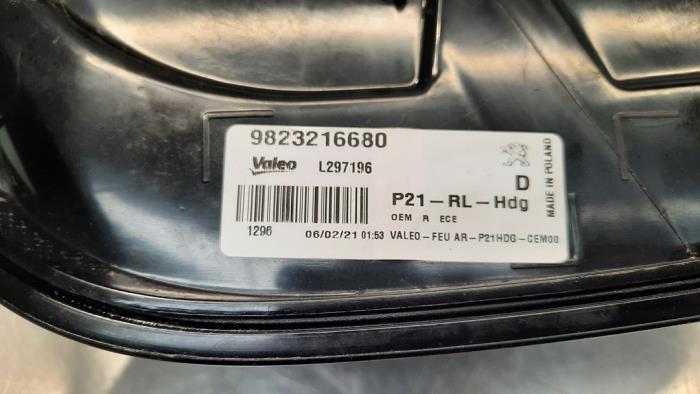 9823216680
Valeo L297196
D
P21-RL-Hdg
OEM R ECE
1296
06/02/21 01:53 VALEO-FEU AR-P21HDG-CEM00
MADE IN POLAND